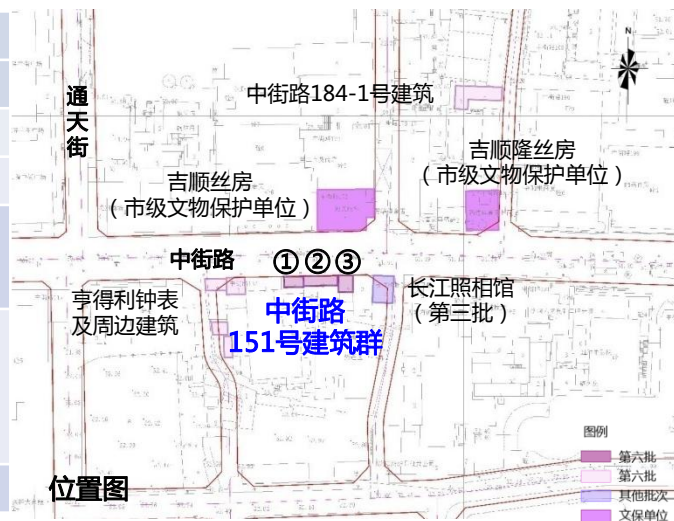 N
中街路184-1号建筑
通天街
吉顺丝房
（市级文物保护单位）
吉顺隆丝房
（市级文物保护单位）
中街路
①②③
亨得利钟表
及周边建筑
中街路
151号建筑群
长江照相馆
（第三批）
图例
第六批
第六批
其他批次
文保单位
位置图